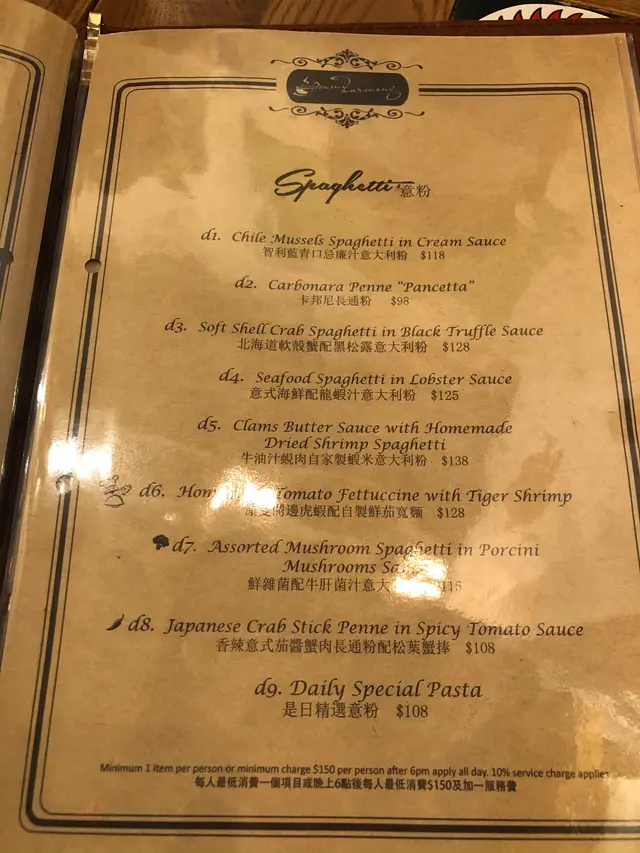 Spaghetti 意粉
d1. Chile Mussels Spaghetti in Cream Sauce
智利藍青口忌廉汁意大利粉 $118
d2. Carbonara Penne "Pancetta"
卡邦尼長通粉 $98
d3. Soft Shell Crab Spaghetti in Black Truffle Sauce
北海道軟殼蟹配黑松露意大利粉 $128
d4. Seafood Spaghetti in Lobster Sauce
意式海鮮配龍蝦汁意大利粉 $125
d5. Clams Butter Sauce with Homemade
Dried Shrimp Spaghetti
牛油汁蜆肉自家製蝦米意大利粉 $138
d6. Tomato Fettuccine with Tiger Shrimp
開邊虎蝦配自製鮮茄寬麵 $128
d7. Assorted Mushroom Spaghetti in Porcini
Mushrooms
鮮雜菌配牛肝菌汁意大
d8. Japanese Crab Stick Penne in Spicy Tomato Sauce
香辣意式茄醬蟹肉長通粉配松葉蟹捧 $108
d9. Daily Special Pasta
是日精選意粉 $108
Minimum 1 item per person or minimum charge $150 per person after 6pm apply all day. 10% service charge applies
每人最低消費一個項目或晚上6點後每人最低消費$150及加一服務費